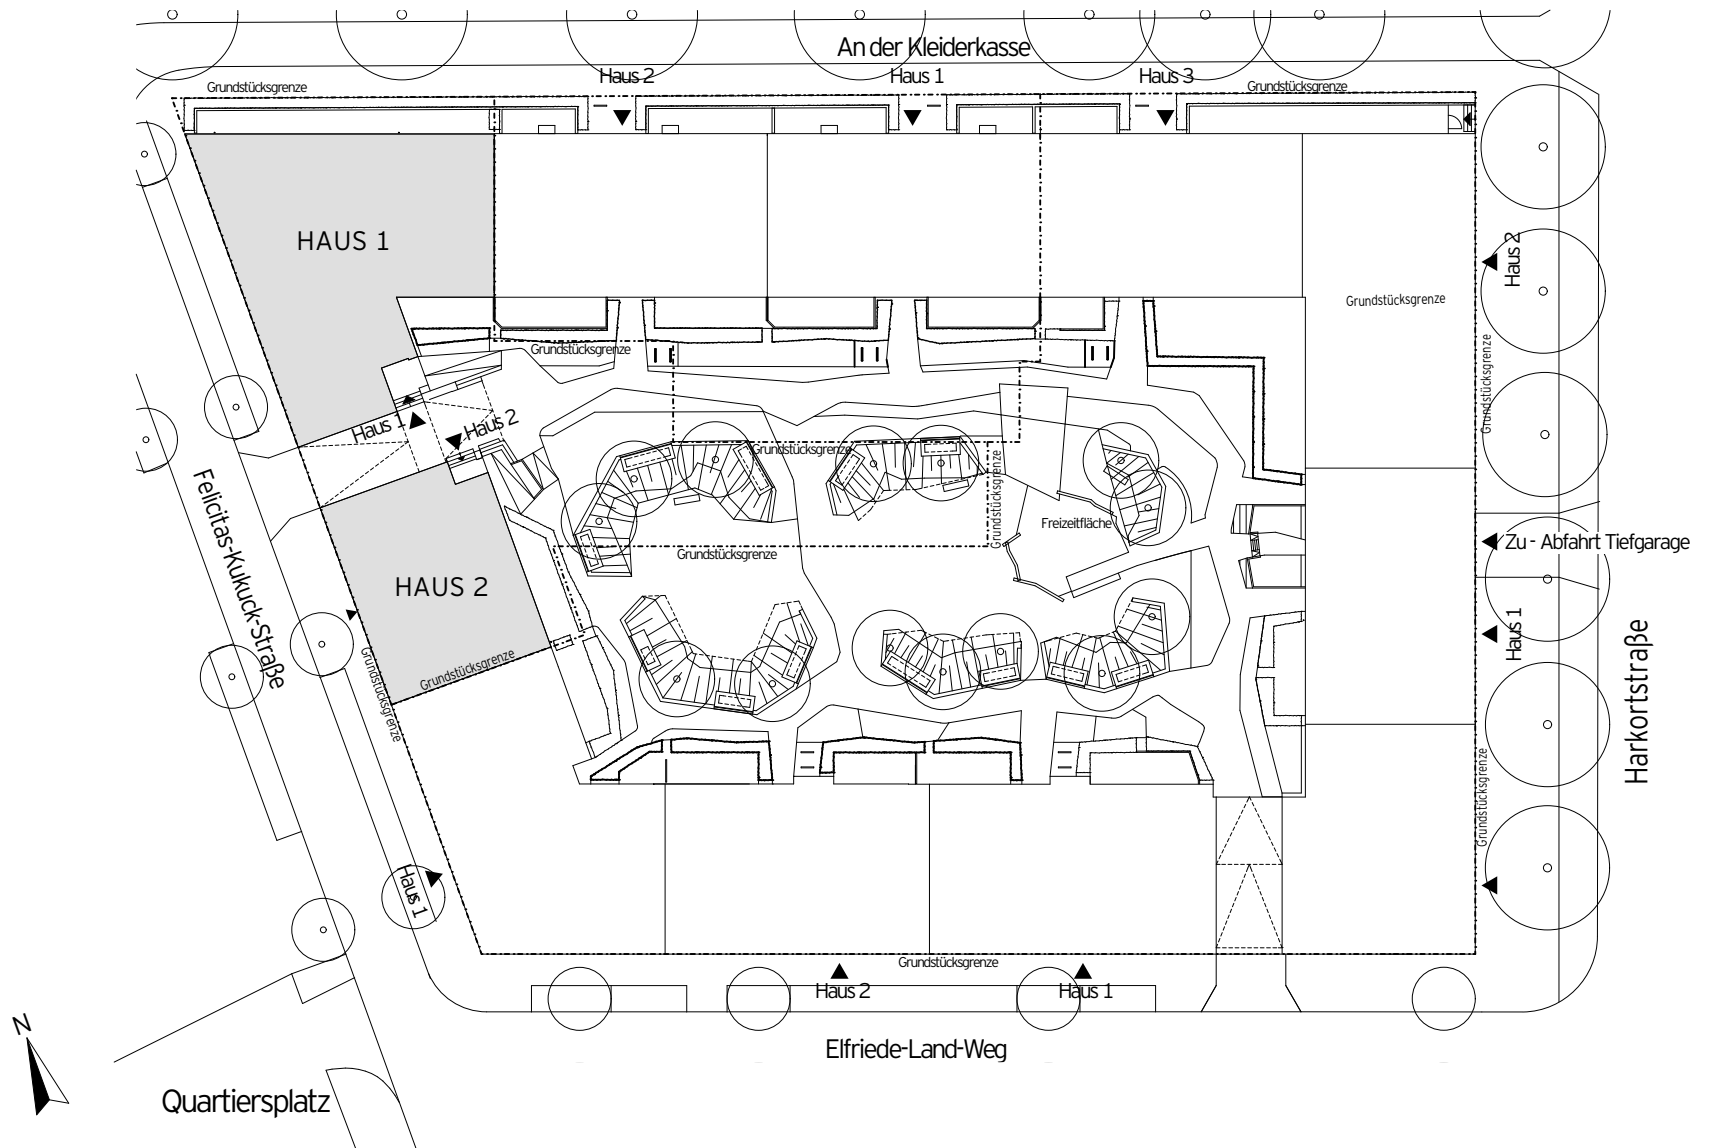 An der Kleiderkasse
Haus 2
Haus 1
Haus 3
Grundstücksgrenze
Grundstücksgrenze
HAUS 1
Haus 2
Grundstücksgrenze
Grundstücksgrenze
Grundstücksgrenze
Haus 1
Haus 2
Grundstücksgrenze
Grundstücksgrenze
Freizeitfläche
Grundstücksgrenze
Zu - Abfahrt Tiefgarage
Felicitas-Kukuck-Straße
HAUS 2
Haus 1
Grundstücksgrenze
Grundstücksgrenze
Harkortstraße
Grundstücksgrenze
Haus 1
Grundstücksgrenze
Haus 2
Haus 1
N
Elfriede-Land-Weg
Quartiersplatz